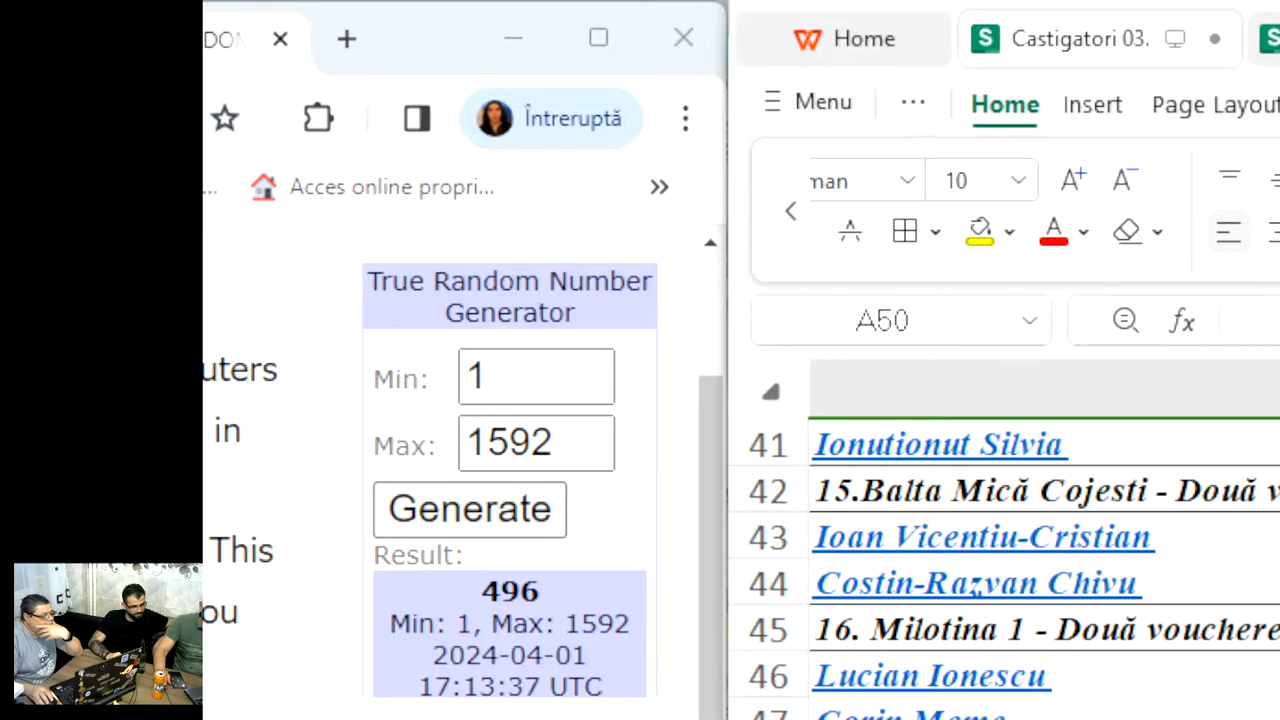 DOM
Întreruptă
... Acces online propri...
True Random Number
Generator
uters
in
This
ou
Min: 1
Max: 1592
Generate
Result:
496
Min: 1, Max: 1592
2024-04-01
17:13:37 UTC
Home
Castigatori 03.
Menu
...
Home Insert Page Layou
man 10
A50
fx
41 Ionutionut Silvia
42 15.Balta Mică Cojesti - Două v
43 Ioan Vicentiu-Cristian
44 Costin-Razvan Chivu
45 16. Milotina 1 - Două vouchere
46 Lucian Ionescu